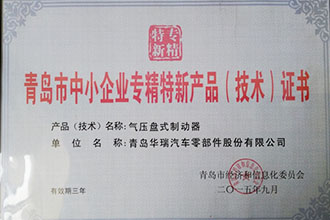 专精
特新
青岛市中小企业专精特新产品（技术）证书
产品（技术）名称：气压盘式制动器
单位名称：青岛华瑞汽车零部件股份有限公司
青岛市经济和信息化委员会
有效期三年
二〇一五年九月